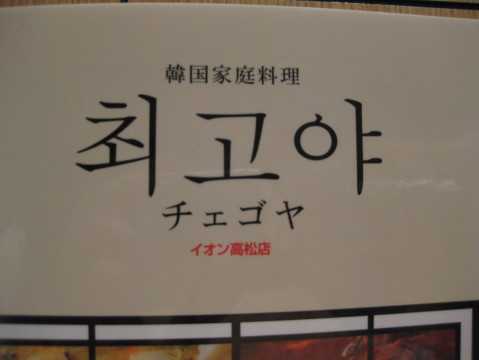 韓国家庭料理
최고야
チェゴヤ
イオン高松店